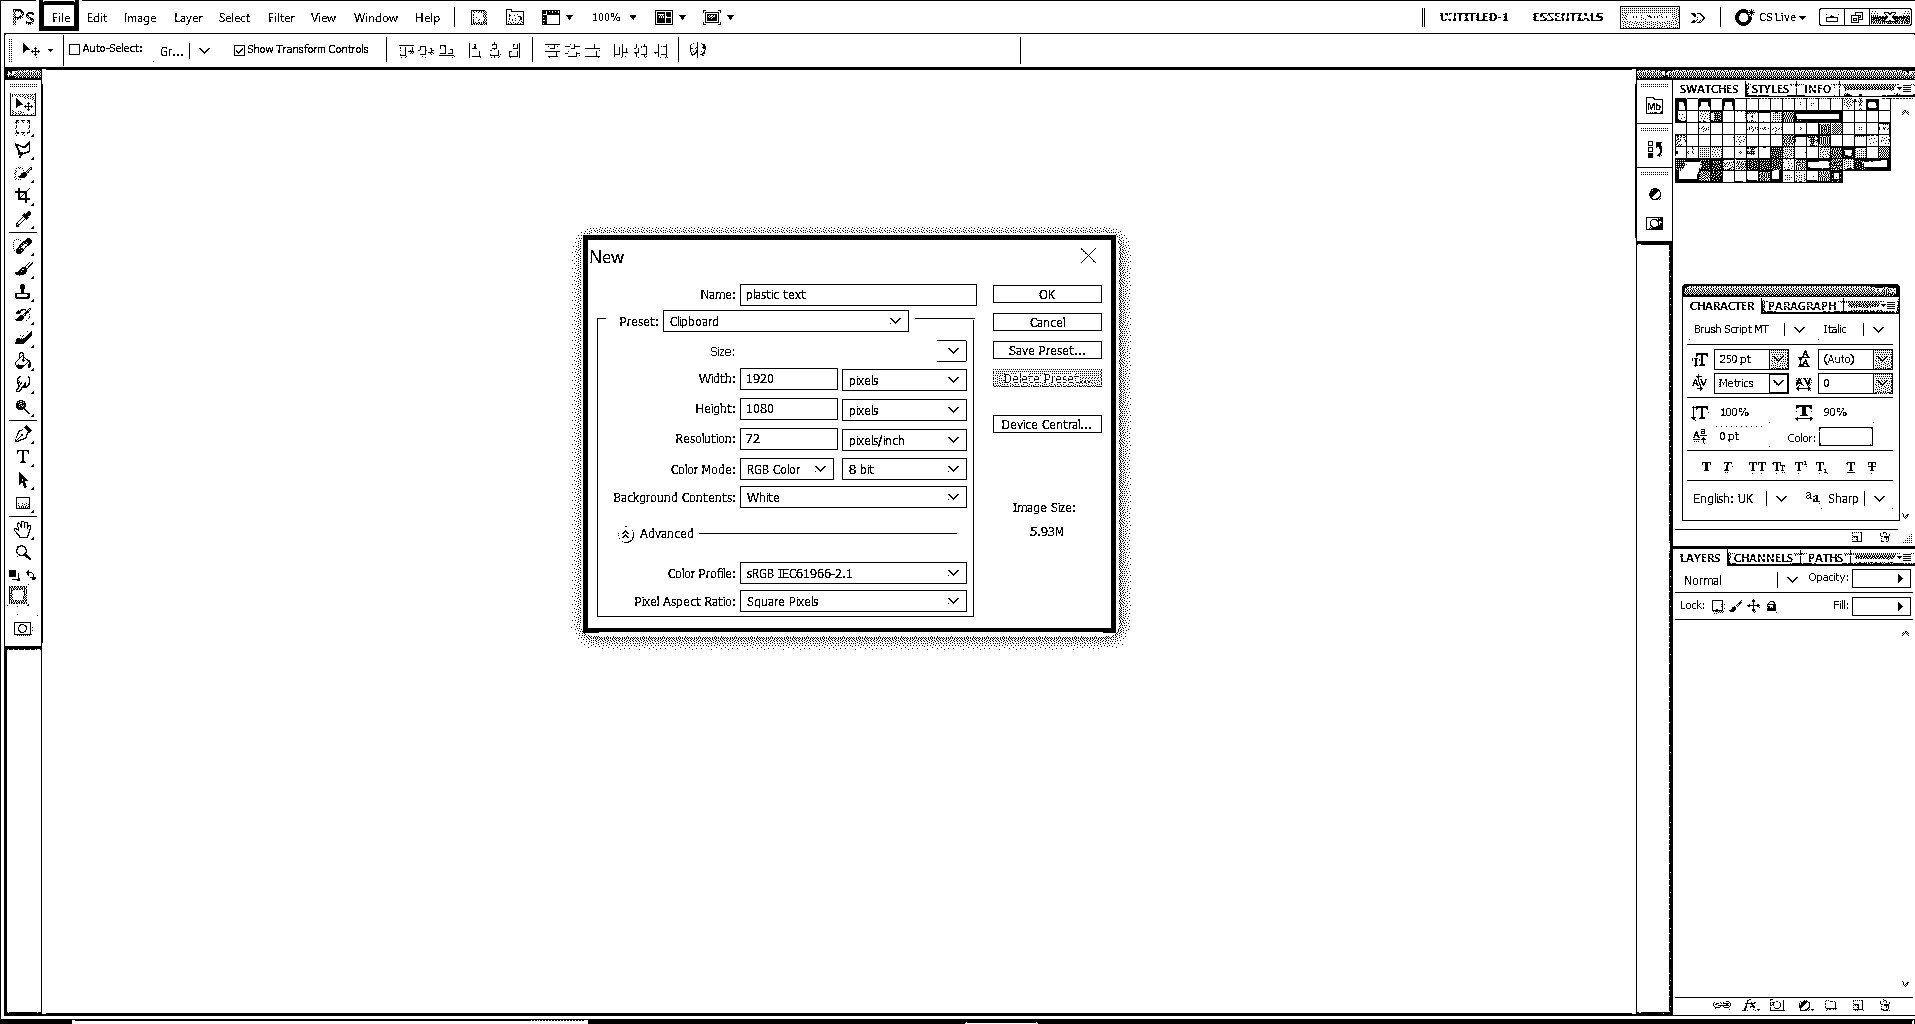 Ps File Edit Image Layer Select Filter View Window Help 100% UNTITLED-1 ESSENTIALS CS Live
Auto-Select: Gr... Show Transform Controls
Mb
SWATCHES STYLES INFO
New
Name: plastic text
Preset: Clipboard
Size:
Width: 1920 pixels
Height: 1080 pixels
Resolution: 72 pixels/inch
Color Mode: RGB Color 8 bit
Background Contents: White
Advanced
Color Profile: sRGB IEC61966-2.1
Pixel Aspect Ratio: Square Pixels
OK
Cancel
Save Preset...
Delete Preset...
Device Central...
Image Size:
5.93M
CHARACTER PARAGRAPH
Brush Script MT Italic
250 pt (Auto)
Metrics 0
100% 90%
0 pt Color:
T T TT Tt T¹ T, T T
English: UK aa Sharp
LAYERS CHANNELS PATHS
Normal Opacity:
Lock: Fill:
fx